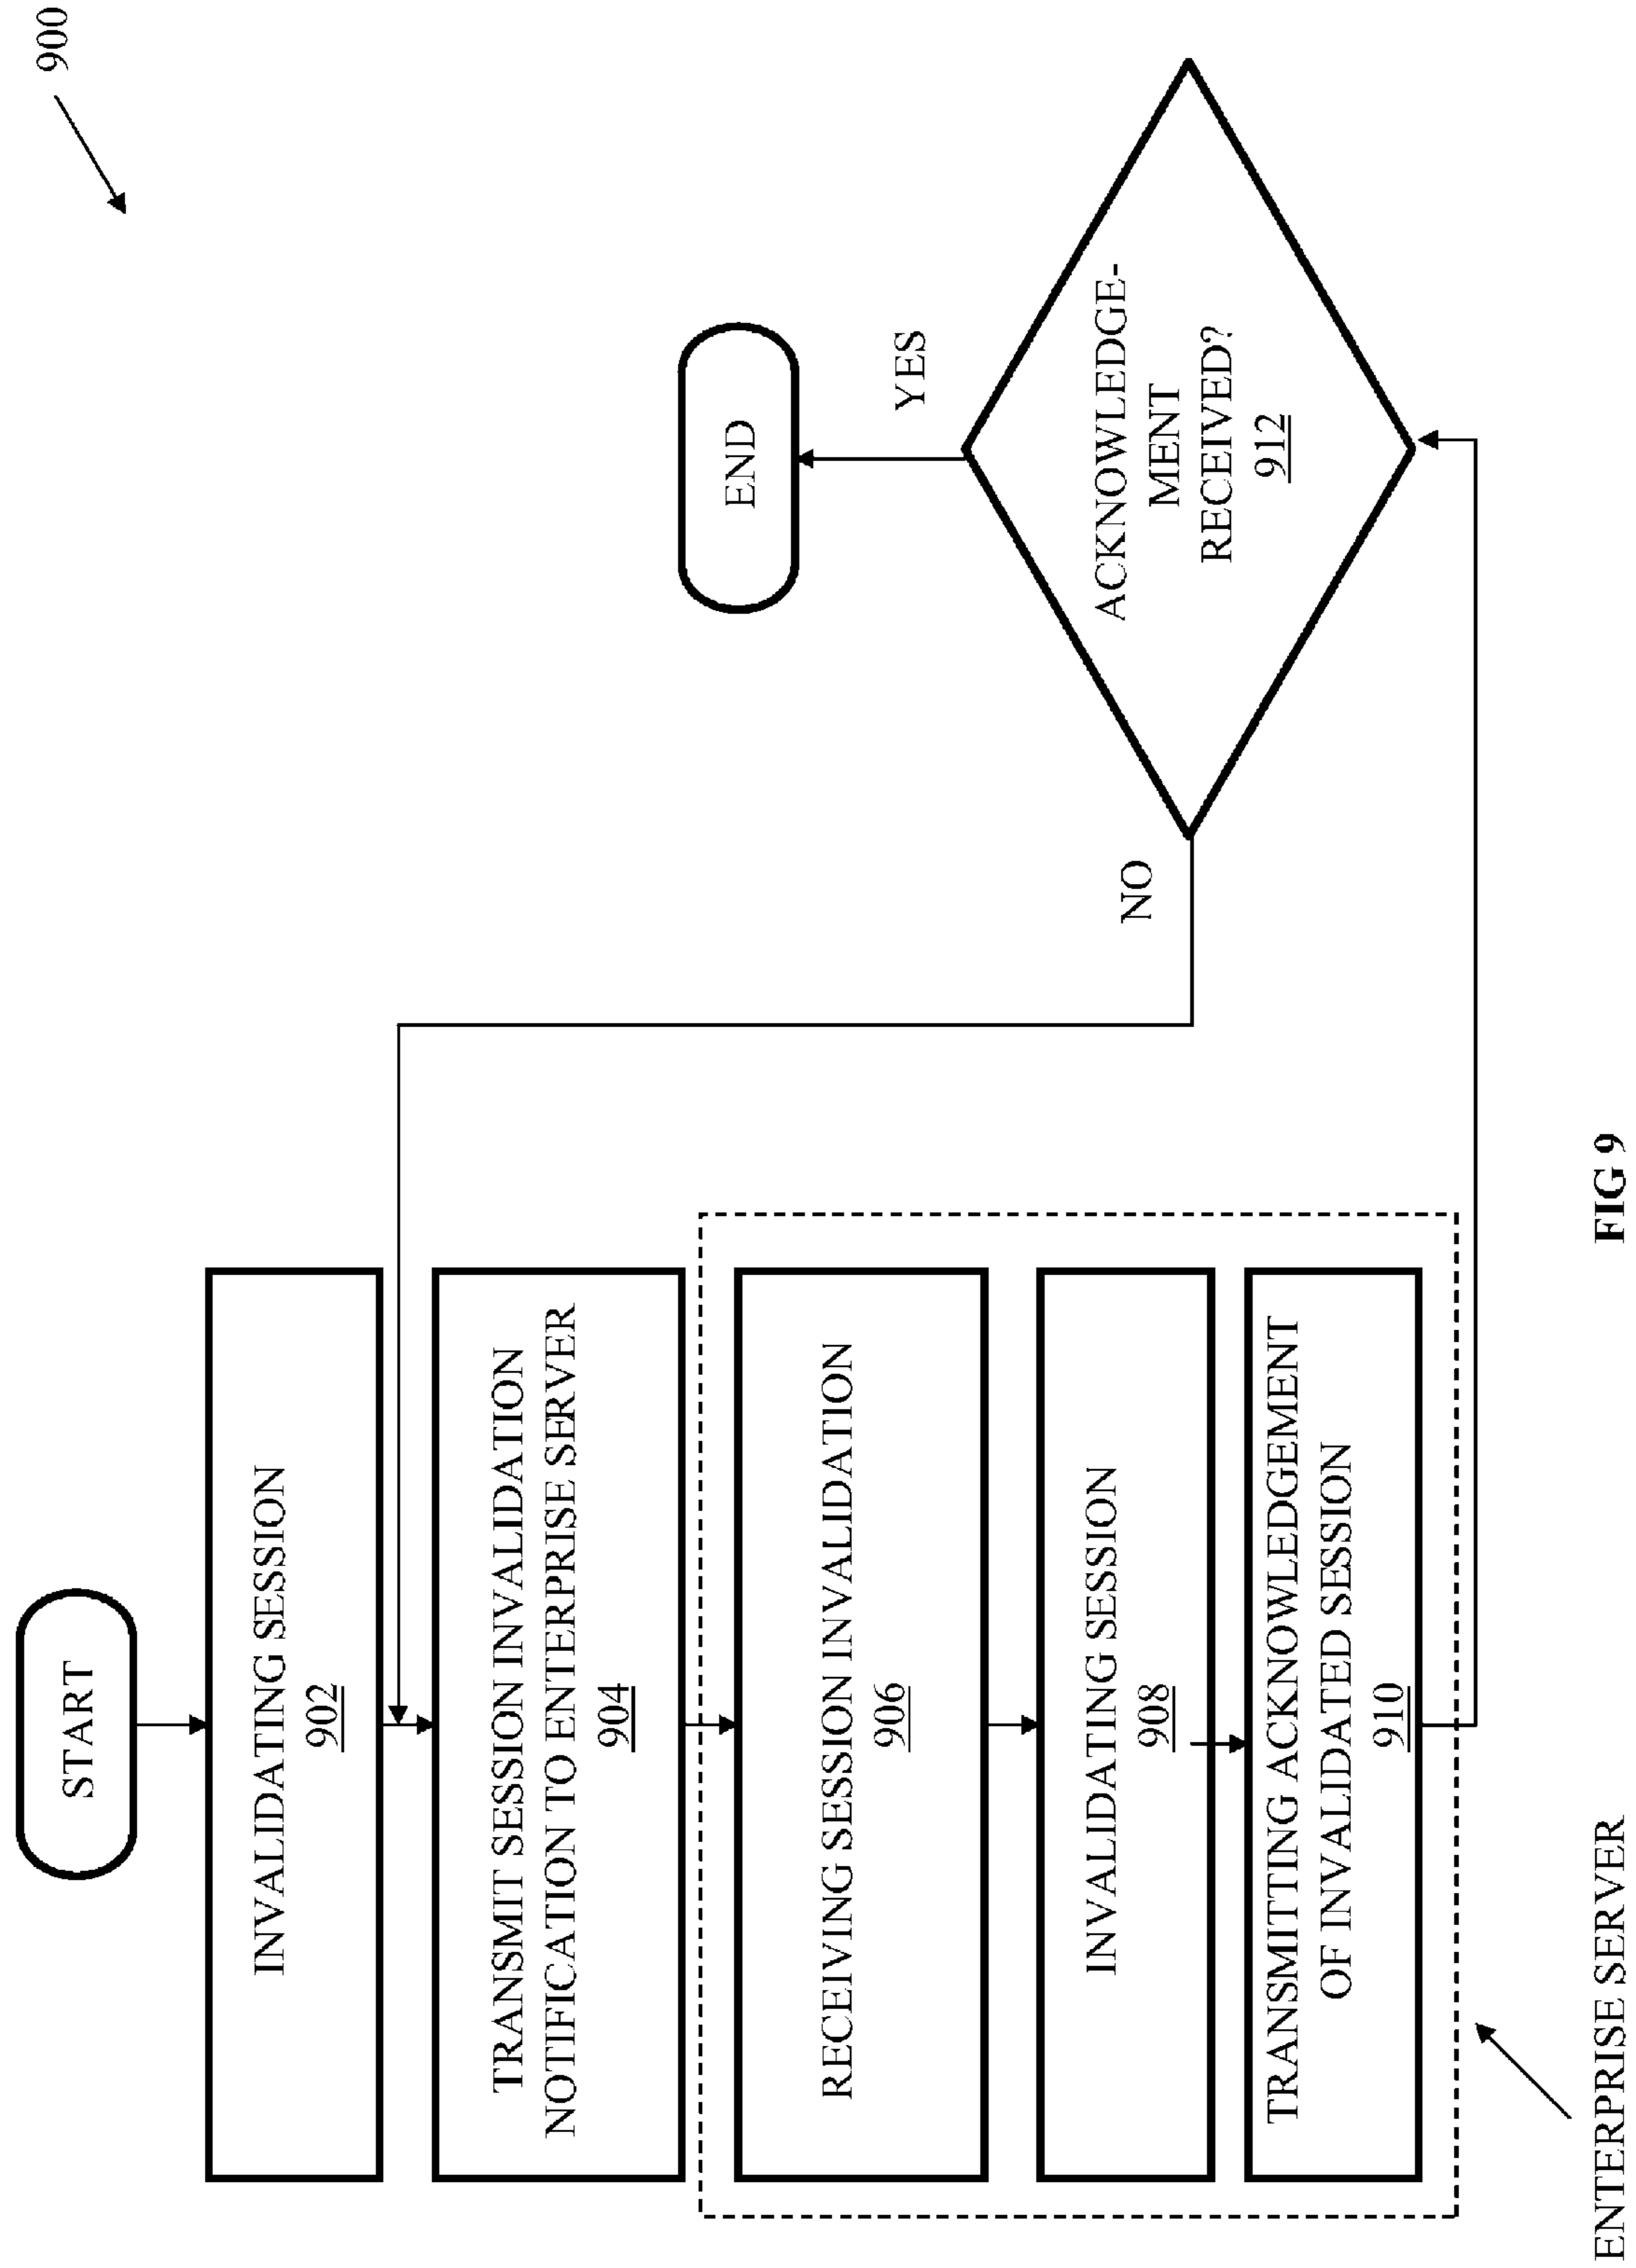 900
START
INVALIDATING SESSION
902
TRANSMIT SESSION INVALIDATION
NOTIFICATION TO ENTERPRISE SERVER
904
RECEIVING SESSION INVALIDATION
906
INVALIDATING SESSION
908
TRANSMITTING ACKNOWLEDGEMENT
OF INVALIDATED SESSION
910
ENTERPRISE SERVER
NO
ACKNOWLEDGE-
MENT
RECEIVED?
912
YES
END
FIG 9